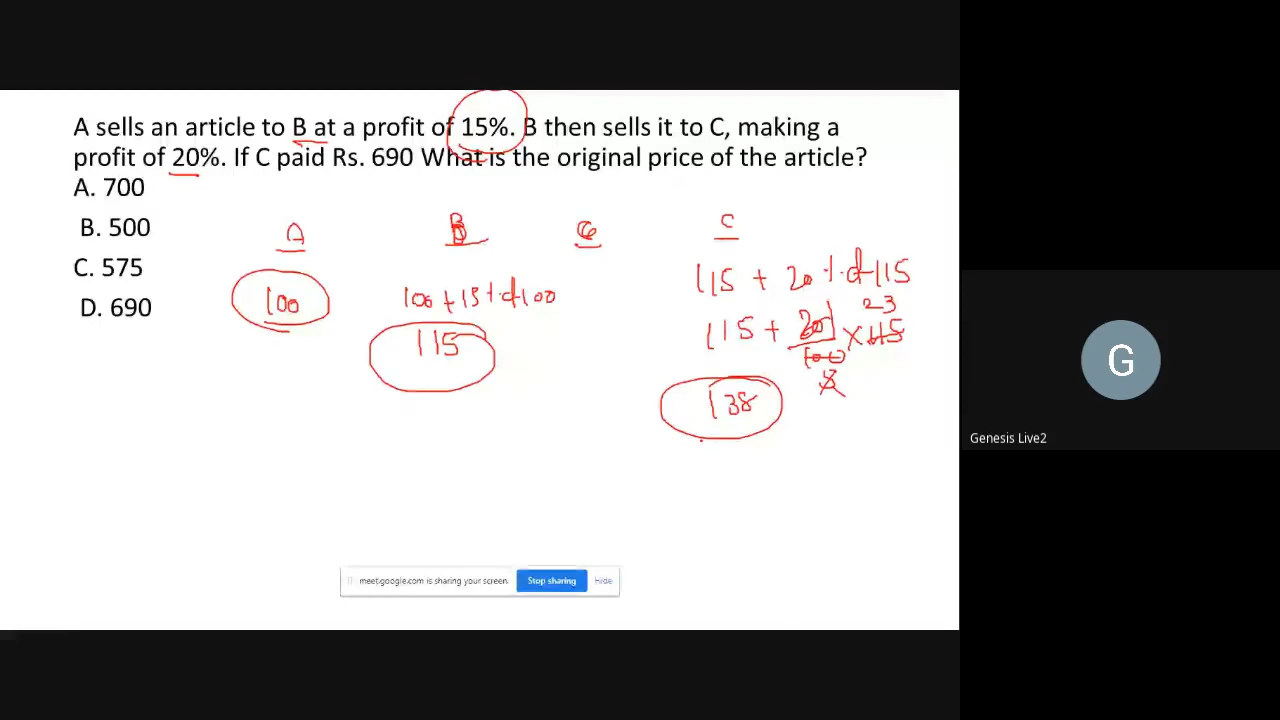 A sells an article to B at a profit of 15%. B then sells it to C, making a
profit of 20%. If C paid Rs. 690 What is the original price of the article?
A. 700
B. 500
C. 575
D. 690
A B C
100
100 + 15 % of 100
115
115 + 20 % of 115
23
115 + 20 / 100 × 115
138
G
Genesis Live2
meet.google.com is sharing your screen. Stop sharing Hide